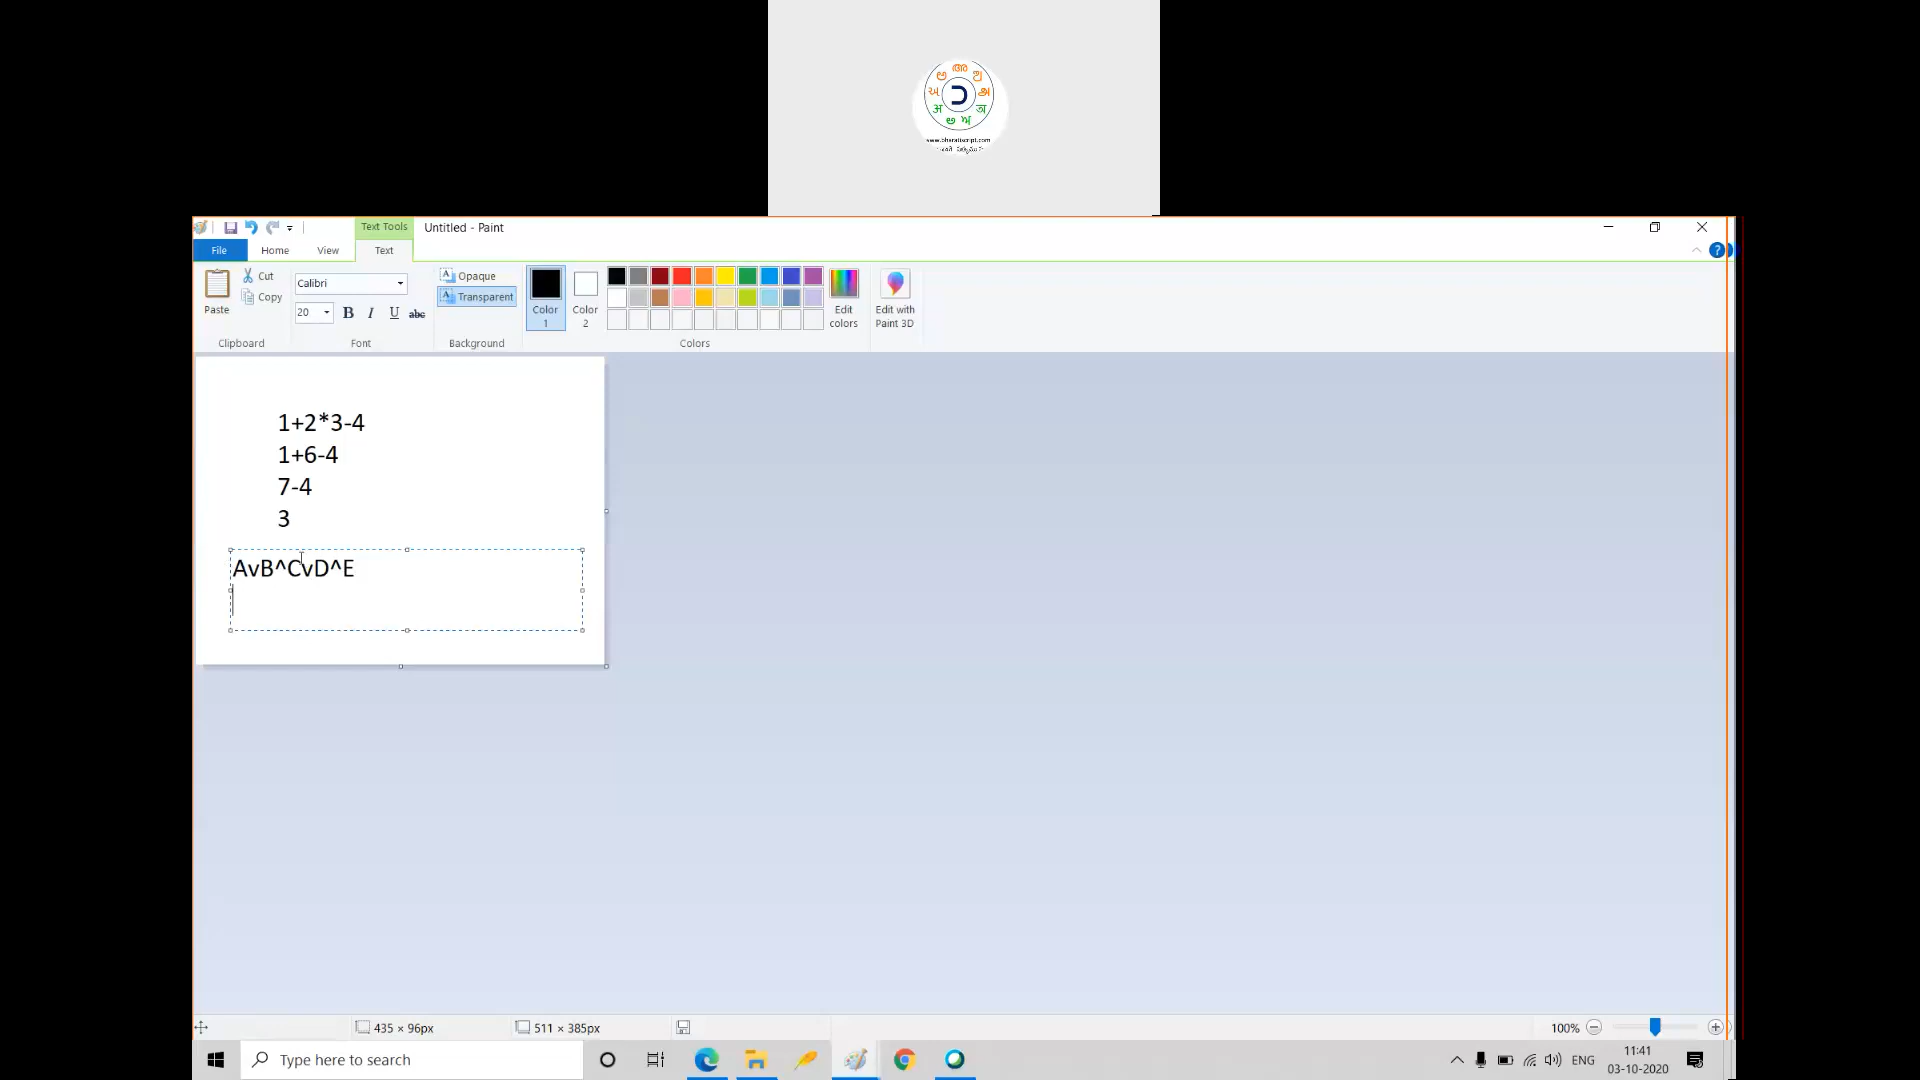 അ
అ
ಅ
અ
அ
अ
অ
ಅ
ਅ
www.bharatiscript.com
Text Tools
Untitled - Paint
File
Home
View
Text
Paste
Cut
Copy
Clipboard
Calibri
20
B I U abc
Font
Opaque
Transparent
Background
Color
1
Color
2
Edit
colors
Colors
Edit with
Paint 3D
1+2*3-4
1+6-4
7-4
3
AvB^CvD^E
435 × 96px
511 × 385px
100%
Type here to search
ENG
11:41
03-10-2020